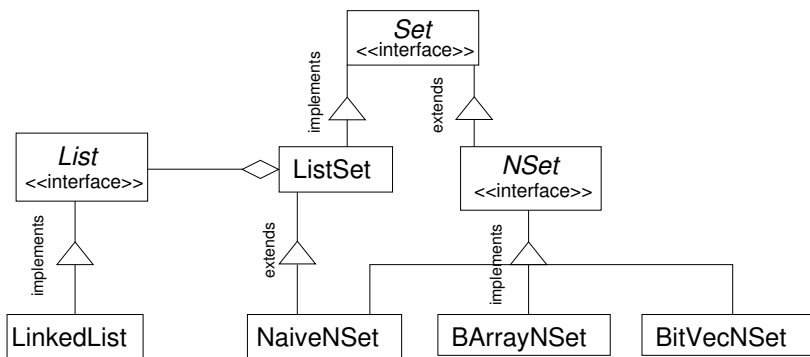 Set
<<interface>>
implements
extends
List
<<interface>>
ListSet
NSet
<<interface>>
implements
extends
implements
LinkedList
NaiveNSet
BArrayNSet
BitVecNSet